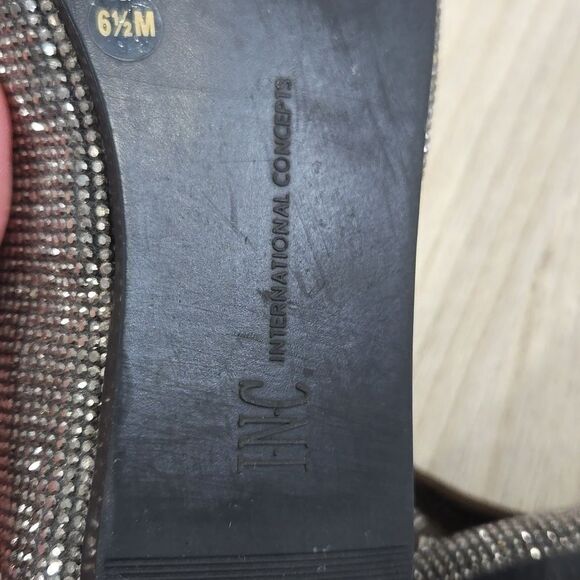 6½M
I·N·C
INTERNATIONAL CONCEPTS